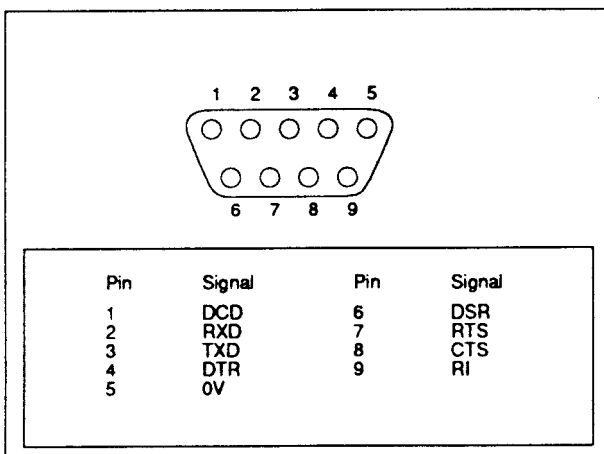 1 2 3 4 5
6 7 8 9
Pin Signal Pin Signal
1 DCD 6 DSR
2 RXD 7 RTS
3 TXD 8 CTS
4 DTR 9 RI
5 0V